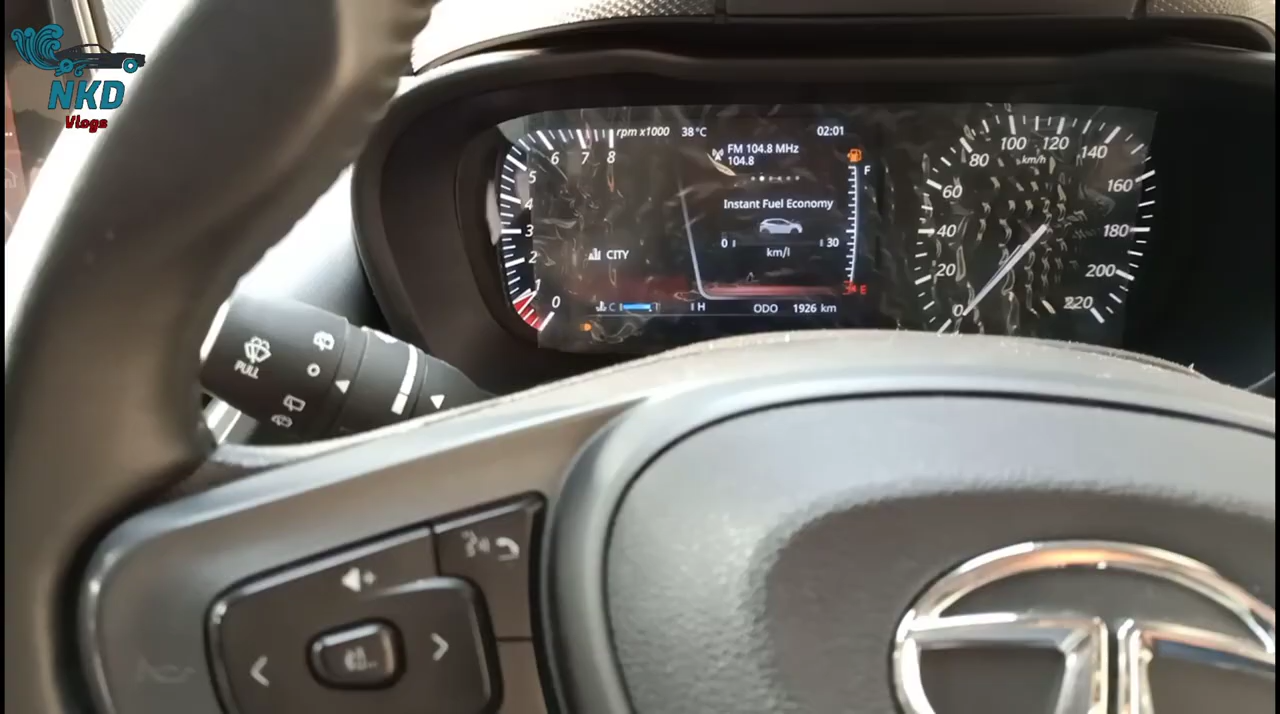 NKD
Vlogs
rpm x1000 38°C 02:01
FM 104.8 MHz
104.8
Instant Fuel Economy
0 30
km/l
CITY
C H ODO 1926 km
F
E
0
1
2
3
4
5
6
7
8
0
20
40
60
80
100
120
140
160
180
200
220
km/h
PULL